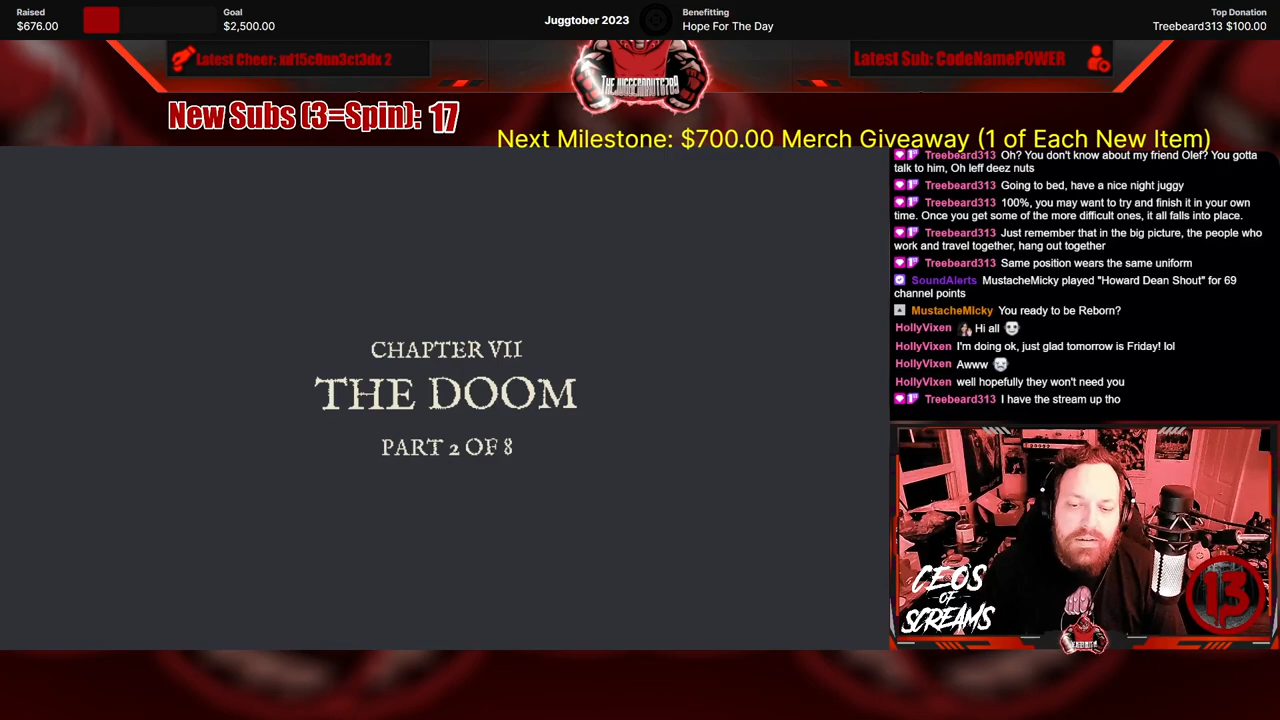 Raised
$676.00
Goal
$2,500.00
Juggtober 2023
Benefitting
Hope For The Day
Top Donation
Treebeard313 $100.00
Latest Cheer: xd15c0nn3ct3dx 2
THEJUGGERNAUT6789
Latest Sub: CodeNamePOWER
New Subs (3=Spin): 17
Next Milestone: $700.00 Merch Giveaway (1 of Each New Item)
Treebeard313 Oh? You don't know about my friend Olef? You gotta
talk to him, Oh leff deez nuts
Treebeard313 Going to bed, have a nice night juggy
Treebeard313 100%, you may want to try and finish it in your own
time. Once you get some of the more difficult ones, it all falls into place.
Treebeard313 Just remember that in the big picture, the people who
work and travel together, hang out together
Treebeard313 Same position wears the same uniform
SoundAlerts MustacheMicky played "Howard Dean Shout" for 69
channel points
MustacheMIcky You ready to be Reborn?
HollyVixen Hi all
HollyVixen I'm doing ok, just glad tomorrow is Friday! lol
HollyVixen Awww
HollyVixen well hopefully they won't need you
Treebeard313 I have the stream up tho
CHAPTER VII
THE DOOM
PART 2 OF 8
CEOS
OF
SCREAMS
13